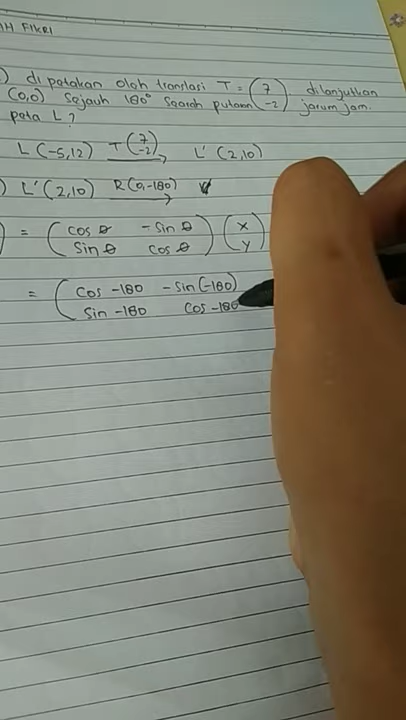 AH FIKRI
) di petakan oleh translasi T = (7 -2) dilanjutkan
(0,0) sejauh 180° searah putaran jarum jam.
peta L?
L (-5,12) T(7 -2) L' (2,10)
) L' (2,10) R(0,-180)
) = (cos θ -sin θ sin θ cos θ) (x y)
= (cos -180 -sin(-180)
sin -180 cos -180